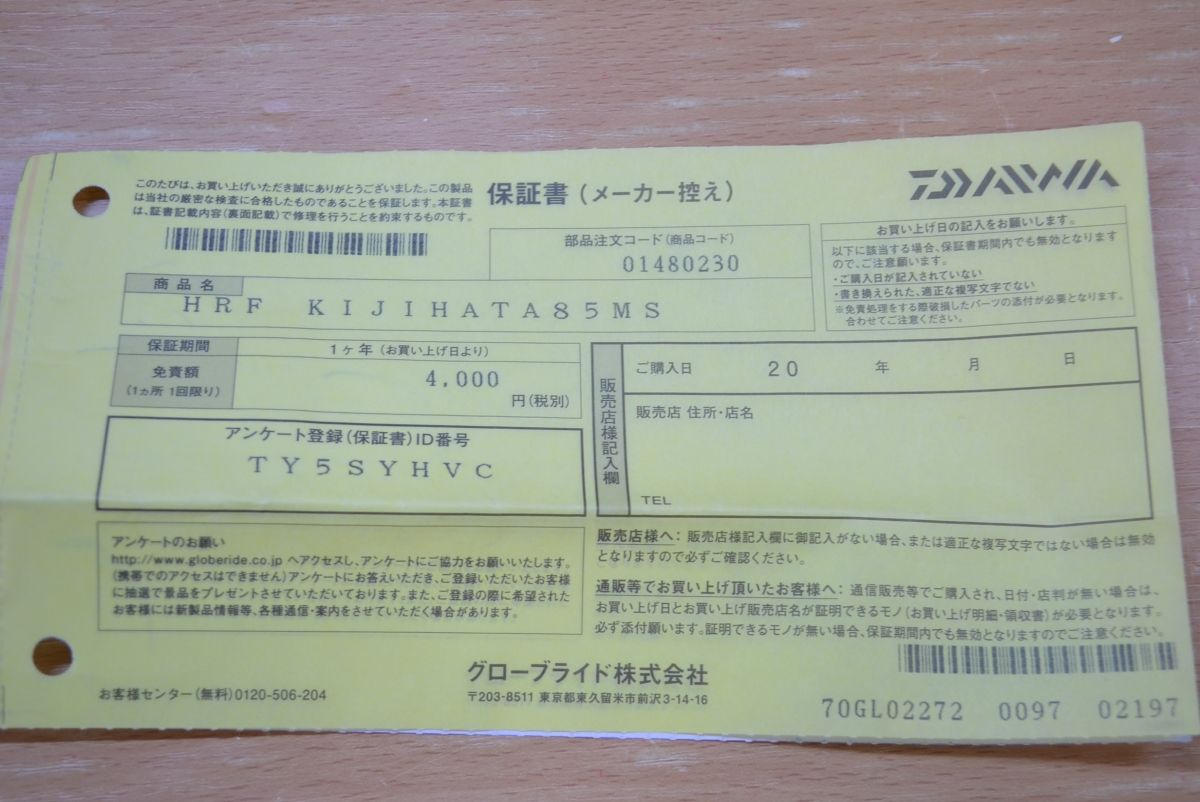 このたびは、お買い上げいただき誠にありがとうございました。この製品
は当社の厳密な検査に合格したものであることを保証します。本証書
は、証書記載内容(裏面記載)で修理を行うことを約束するものです。
保証書(メーカー控え)
DAIWA
部品注文コード(商品コード)
01480230
商品名
HRF KIJIHATA85MS
お買い上げ日の記入をお願いします。
以下に該当する場合、保証書期間内でも無効となります
ので、ご注意願います。
・ご購入日が記入されていない
・書き換えられた、適正な複写文字でない
※免責処理をする際破損したパーツの添付が必要となります。
合わせてご注意ください。
保証期間
1ヶ年(お買い上げ日より)
免責額
(1ヵ所 1回限り)
4,000
円(税別)
アンケート登録(保証書)ID番号
TY5SYHVC
販売店様記入欄
ご購入日 20 年 月 日
販売店 住所・店名
TEL
アンケートのお願い
http://www.globeride.co.jp へアクセスし、アンケートにご協力をお願いいたします。
(携帯でのアクセスはできません)アンケートにお答えいただき、ご登録いただいたお客様
に抽選で景品をプレゼントさせていただいております。また、ご登録の際に希望された
お客様には新製品情報等、各種通信・案内をさせていただく場合があります。
販売店様へ：販売店様記入欄に御記入がない場合、または適正な複写文字ではない場合は無効
となりますので必ずご確認ください。
通販等でお買い上げ頂いたお客様へ：通信販売等でご購入され、日付・店判が無い場合は、
お買い上げ日とお買い上げ販売店名が証明できるモノ(お買い上げ明細・領収書)が必要となります。
必ず添付願います。証明できるモノが無い場合、保証期間内でも無効となりますのでご注意ください。
お客様センター(無料)0120-506-204
グローブライド株式会社
〒203-8511 東京都東久留米市前沢3-14-16
70GL02272 0097 02197